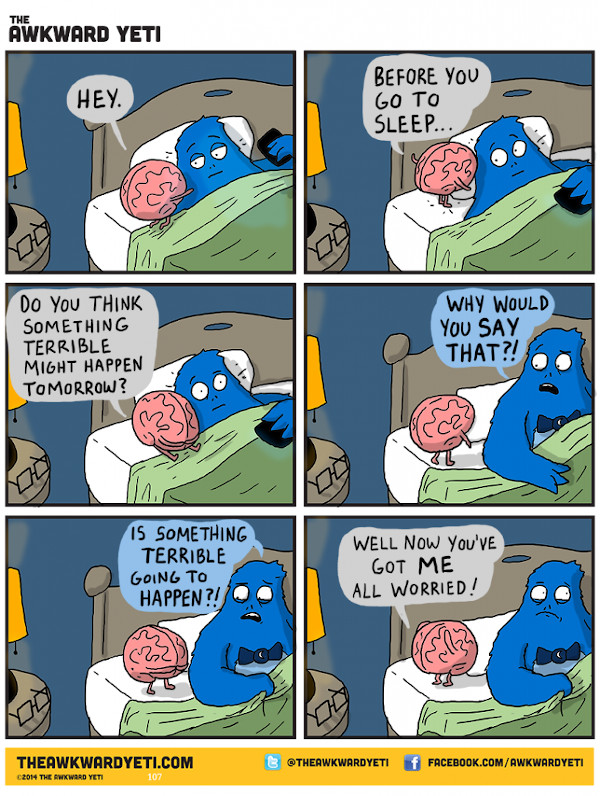 THE
AWKWARD YETI
HEY.
BEFORE YOU
GO TO
SLEEP...
DO YOU THINK
SOMETHING
TERRIBLE
MIGHT HAPPEN
TOMORROW?
WHY WOULD
YOU SAY
THAT?!
IS SOMETHING
TERRIBLE
GOING TO
HAPPEN?!
WELL NOW YOU'VE
GOT ME
ALL WORRIED!
THEAWKWARDYETI.COM
©2014 THE AWKWARD YETI
107
@THEAWKWARDYETI
FACEBOOK.COM/AWKWARDYETI